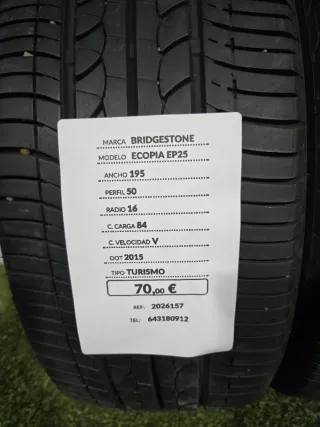 MARCA BRIDGESTONE
MODELO ECOPIA EP25
ANCHO 195
PERFIL 50
RADIO 16
C. CARGA 84
C. VELOCIDAD V
DOT 2015
TIPO TURISMO
70,00 €
REF: 2026157
TEL: 643180912